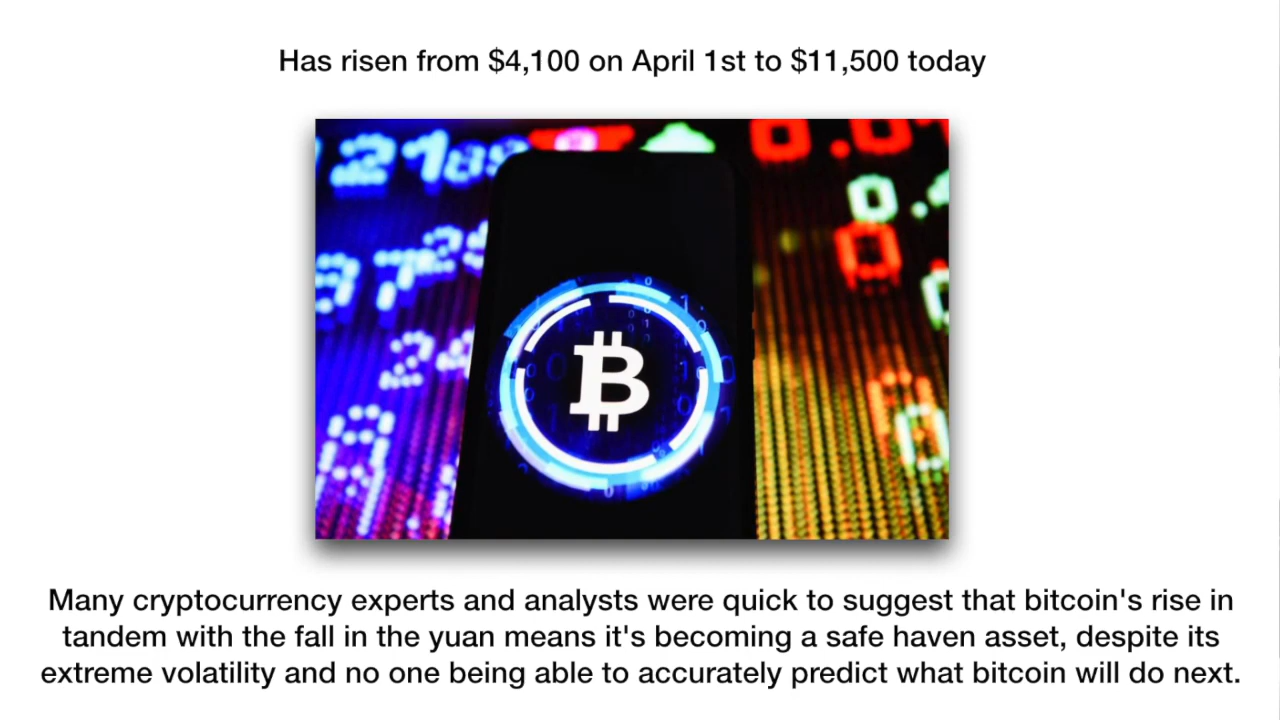 Has risen from $4,100 on April 1st to $11,500 today
Many cryptocurrency experts and analysts were quick to suggest that bitcoin's rise in
tandem with the fall in the yuan means it's becoming a safe haven asset, despite its
extreme volatility and no one being able to accurately predict what bitcoin will do next.